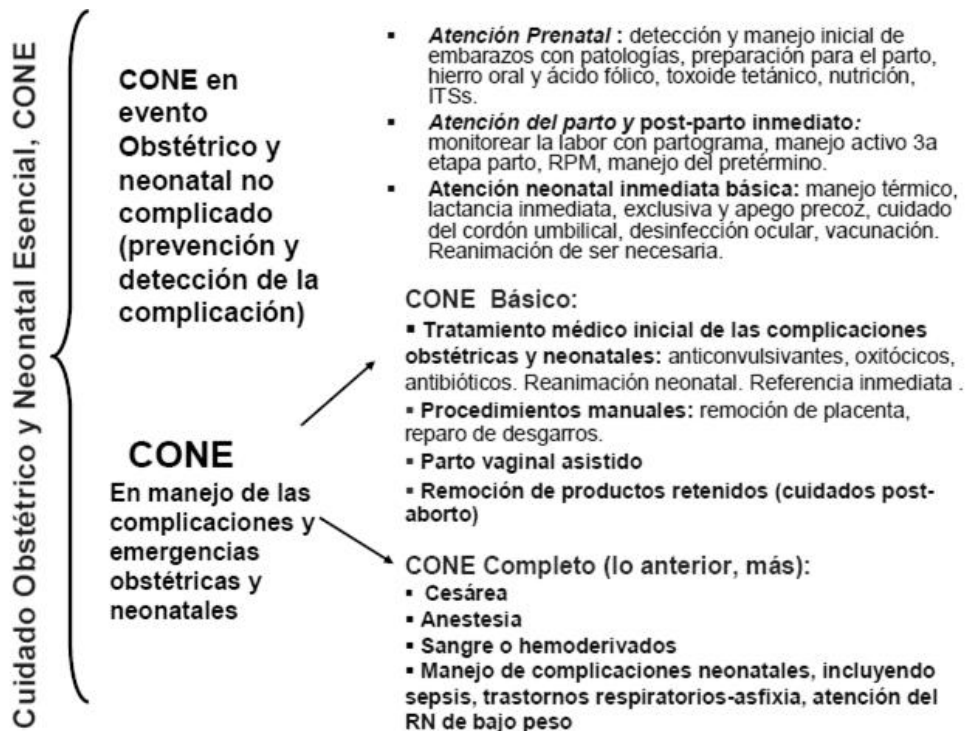 Cuidado Obstétrico y Neonatal Esencial, CONE
CONE en
evento
Obstétrico y
neonatal no
complicado
(prevención y
detección de la
complicación)
▪ Atención Prenatal : detección y manejo inicial de
embarazos con patologías, preparación para el parto,
hierro oral y ácido fólico, toxoide tetánico, nutrición,
ITSs.
▪ Atención del parto y post-parto inmediato:
monitorear la labor con partograma, manejo activo 3a
etapa parto, RPM, manejo del pretérmino.
▪ Atención neonatal inmediata básica: manejo térmico,
lactancia inmediata, exclusiva y apego precoz, cuidado
del cordón umbilical, desinfección ocular, vacunación.
Reanimación de ser necesaria.
CONE
En manejo de las
complicaciones y
emergencias
obstétricas y
neonatales
CONE Básico:
▪ Tratamiento médico inicial de las complicaciones
obstétricas y neonatales: anticonvulsivantes, oxitócicos,
antibióticos. Reanimación neonatal. Referencia inmediata .
▪ Procedimientos manuales: remoción de placenta,
reparo de desgarros.
▪ Parto vaginal asistido
▪ Remoción de productos retenidos (cuidados post-
aborto)
CONE Completo (lo anterior, más):
▪ Cesárea
▪ Anestesia
▪ Sangre o hemoderivados
▪ Manejo de complicaciones neonatales, incluyendo
sepsis, trastornos respiratorios-asfixia, atención del
RN de bajo peso